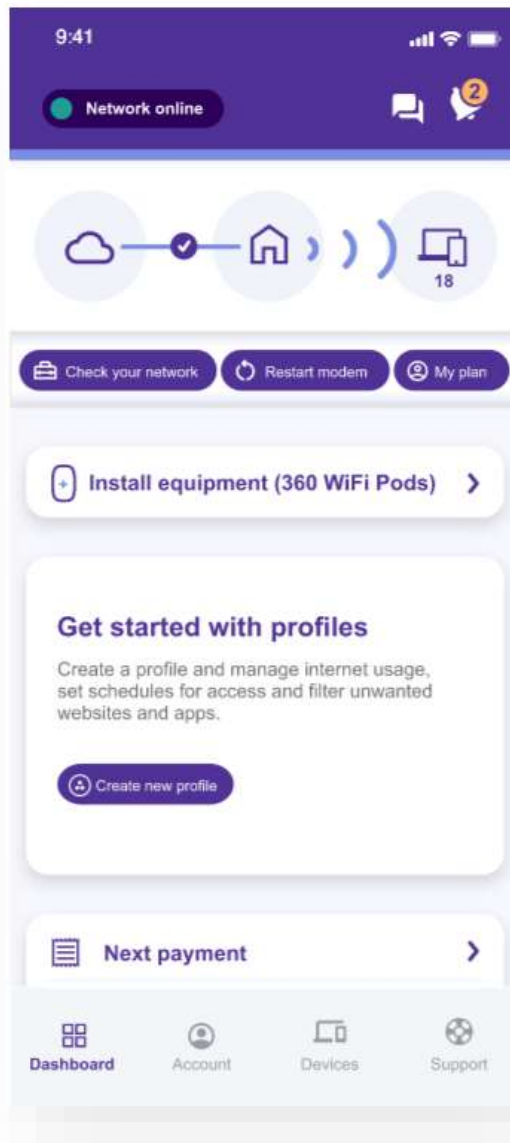 9:41
Network online
2
18
Check your network
Restart modem
My plan
Install equipment (360 WiFi Pods)
Get started with profiles
Create a profile and manage internet usage,
set schedules for access and filter unwanted
websites and apps.
Create new profile
Next payment
Dashboard
Account
Devices
Support